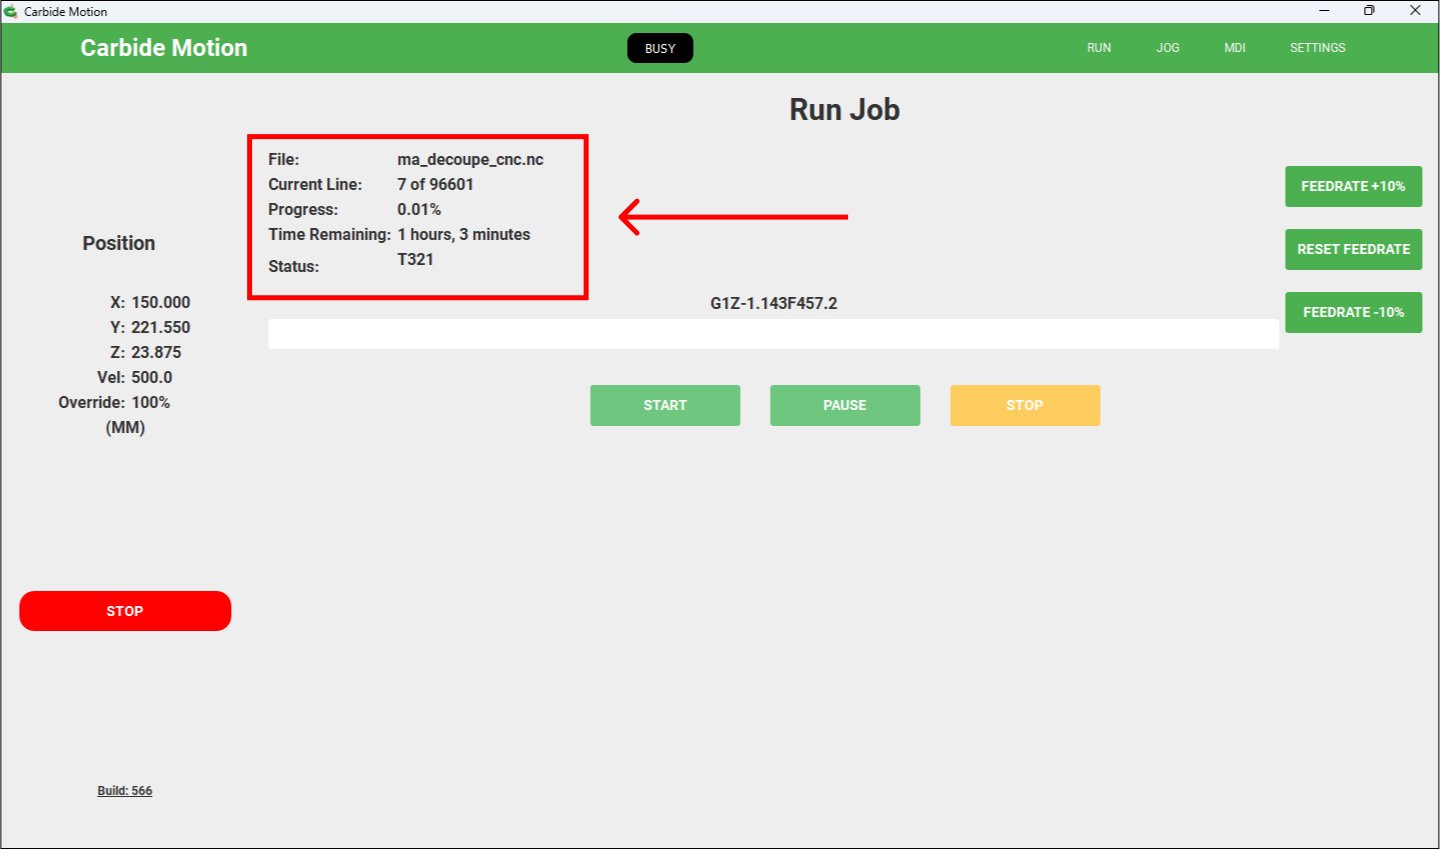 Carbide Motion
Carbide Motion
BUSY
RUN JOG MDI SETTINGS
Run Job
File: ma_decoupe_cnc.nc
Current Line: 7 of 96601
Progress: 0.01%
Time Remaining: 1 hours, 3 minutes
Status: T321
FEEDRATE +10%
RESET FEEDRATE
FEEDRATE -10%
Position
X: 150.000
Y: 221.550
Z: 23.875
Vel: 500.0
Override: 100%
(MM)
G1Z-1.143F457.2
START PAUSE STOP
STOP
Build: 566